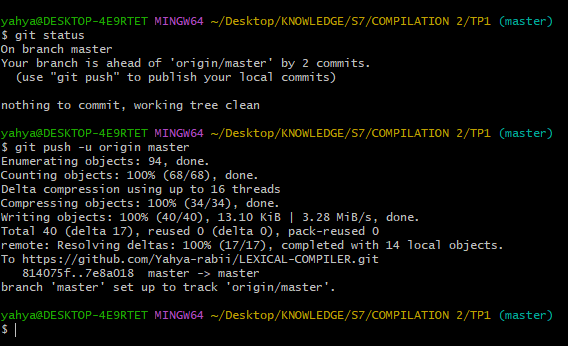 yahya@DESKTOP-4E9RTET MINGW64 ~/Desktop/KNOWLEDGE/S7/COMPILATION 2/TP1 (master)
$ git status
On branch master
Your branch is ahead of 'origin/master' by 2 commits.
  (use "git push" to publish your local commits)
nothing to commit, working tree clean
yahya@DESKTOP-4E9RTET MINGW64 ~/Desktop/KNOWLEDGE/S7/COMPILATION 2/TP1 (master)
$ git push -u origin master
Enumerating objects: 94, done.
Counting objects: 100% (68/68), done.
Delta compression using up to 16 threads
Compressing objects: 100% (34/34), done.
Writing objects: 100% (40/40), 13.10 KiB | 3.28 MiB/s, done.
Total 40 (delta 17), reused 0 (delta 0), pack-reused 0
remote: Resolving deltas: 100% (17/17), completed with 14 local objects.
To https://github.com/Yahya-rabii/LEXICAL-COMPILER.git
   814075f..7e8a018  master -> master
branch 'master' set up to track 'origin/master'.
yahya@DESKTOP-4E9RTET MINGW64 ~/Desktop/KNOWLEDGE/S7/COMPILATION 2/TP1 (master)
$